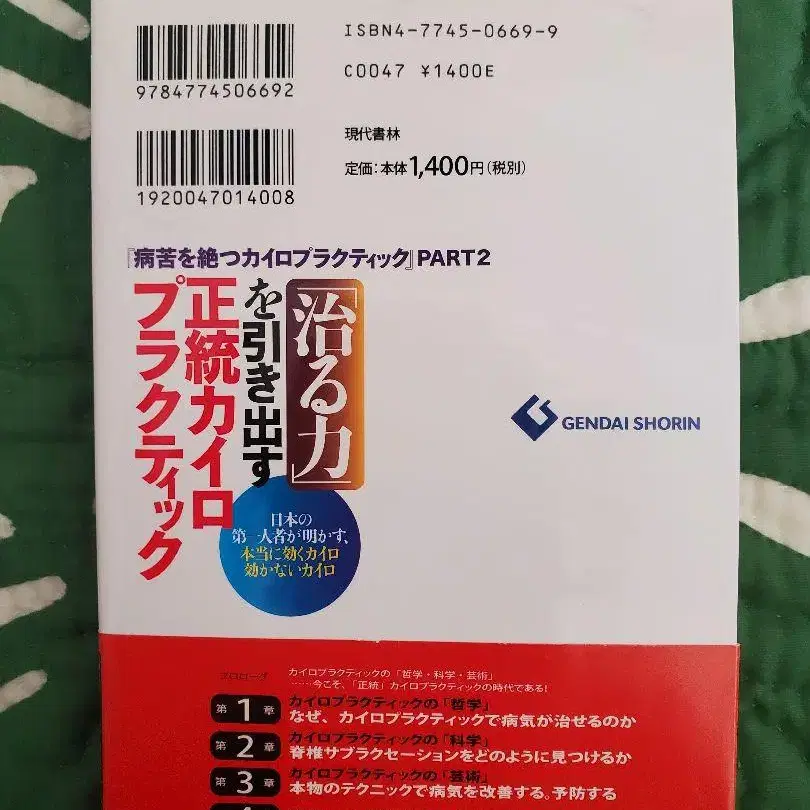 ISBN4-7745-0669-9
C0047 ¥1400E
9784774506692
現代書林
定価:本体1,400円(税別)
1920047014008
『病苦を絶つカイロプラクティック』PART2
「治る力」
を引き出す
正統カイロ
プラクティック
日本の
第一人者が明かす、
本当に効くカイロ
効かないカイロ
GENDAI SHORIN
プロローグ
カイロプラクティックの「哲学・科学・芸術」
……今こそ、「正統」カイロプラクティックの時代である!
第1章
カイロプラクティックの「哲学」
なぜ、カイロプラクティックで病気が治せるのか
第2章
カイロプラクティックの「科学」
脊椎サブラクセーションをどのように見つけるか
第3章
カイロプラクティックの「芸術」
本物のテクニックで病気を改善する。予防する